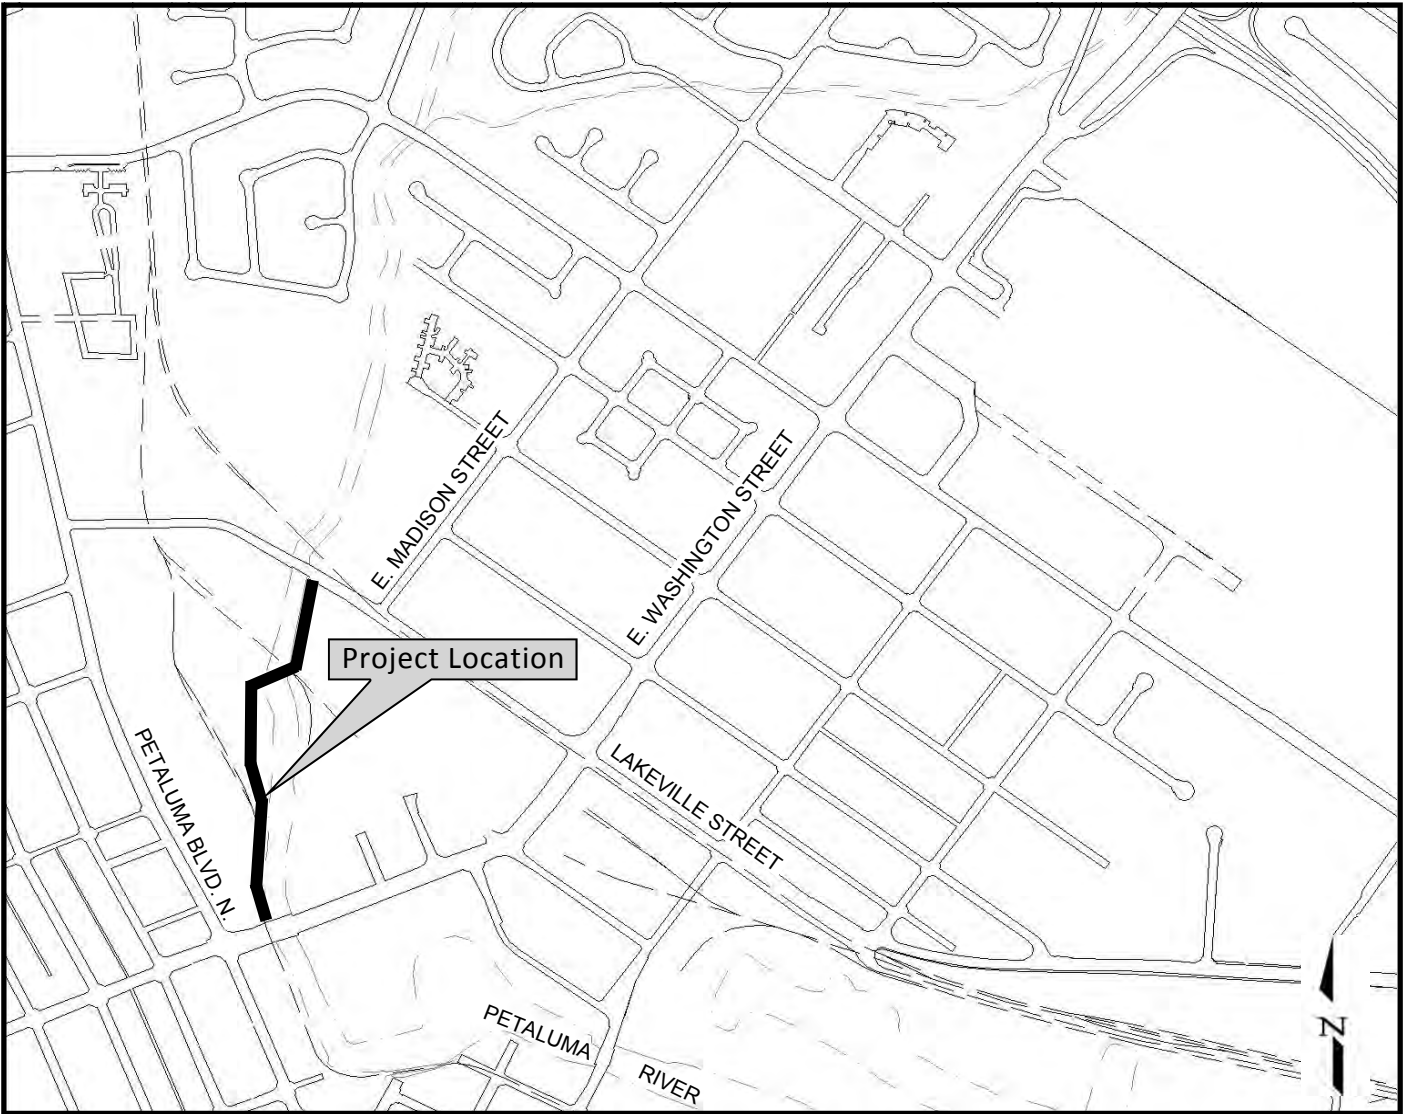 E. MADISON STREET
E. WASHINGTON STREET
Project Location
PETALUMA BLVD. N.
LAKEVILLE STREET
PETALUMA
RIVER
N